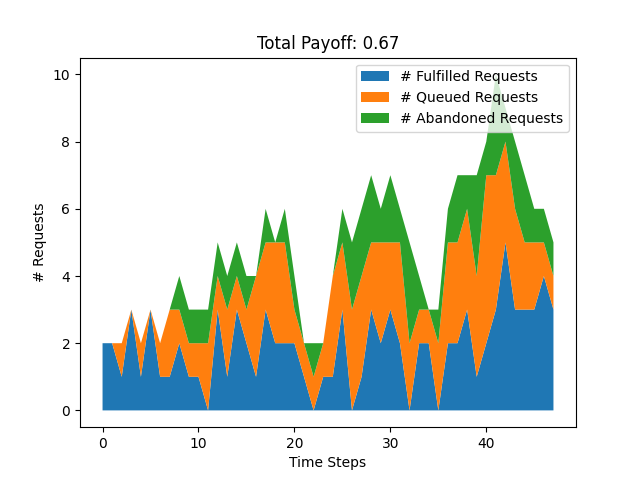 Total Payoff: 0.67
# Fulfilled Requests
# Queued Requests
# Abandoned Requests
# Requests
10
8
6
4
2
0
0 10 20 30 40
Time Steps